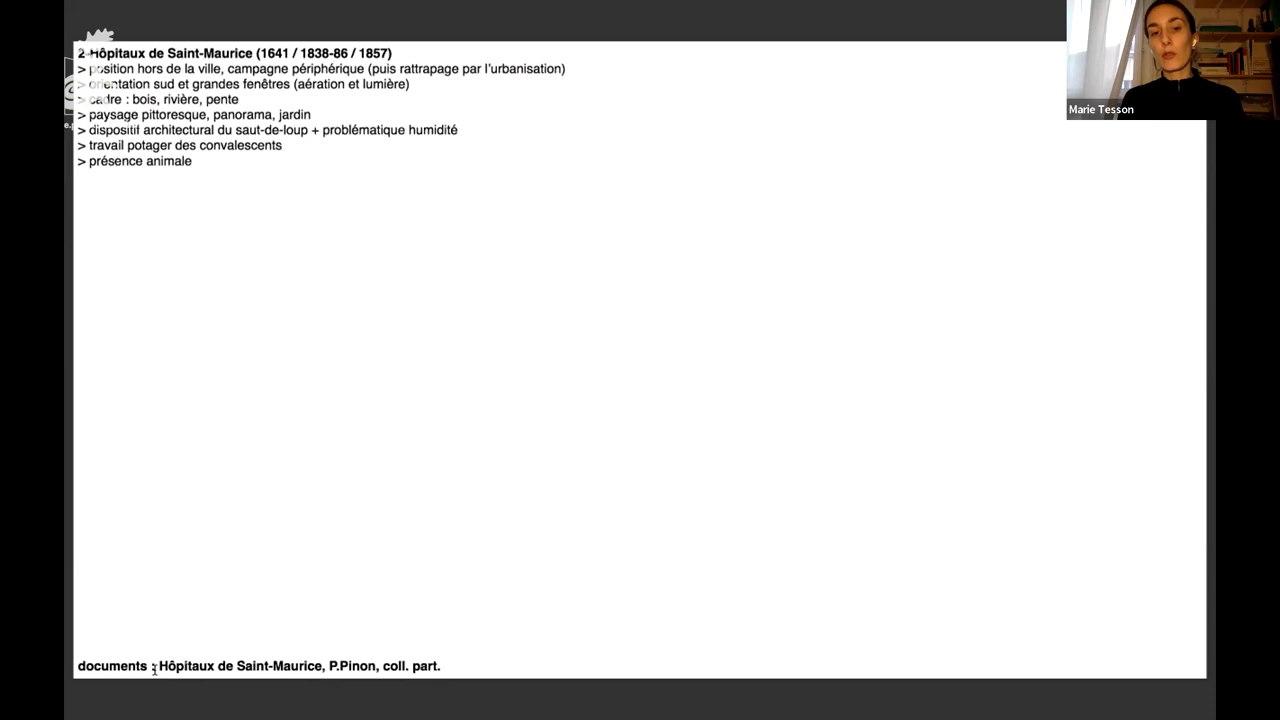 2-Hôpitaux de Saint-Maurice (1641 / 1838-86 / 1857)
> position hors de la ville, campagne périphérique (puis rattrapage par l'urbanisation)
> orientation sud et grandes fenêtres (aération et lumière)
> cadre : bois, rivière, pente
> paysage pittoresque, panorama, jardin
> dispositif architectural du saut-de-loup + problématique humidité
> travail potager des convalescents
> présence animale
Marie Tesson
documents : Hôpitaux de Saint-Maurice, P.Pinon, coll. part.